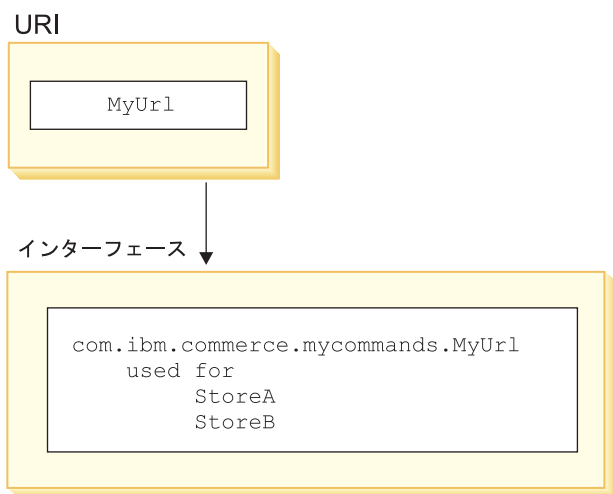 URI
MyUrl
インターフェース
com.ibm.commerce.mycommands.MyUrl
used for
StoreA
StoreB